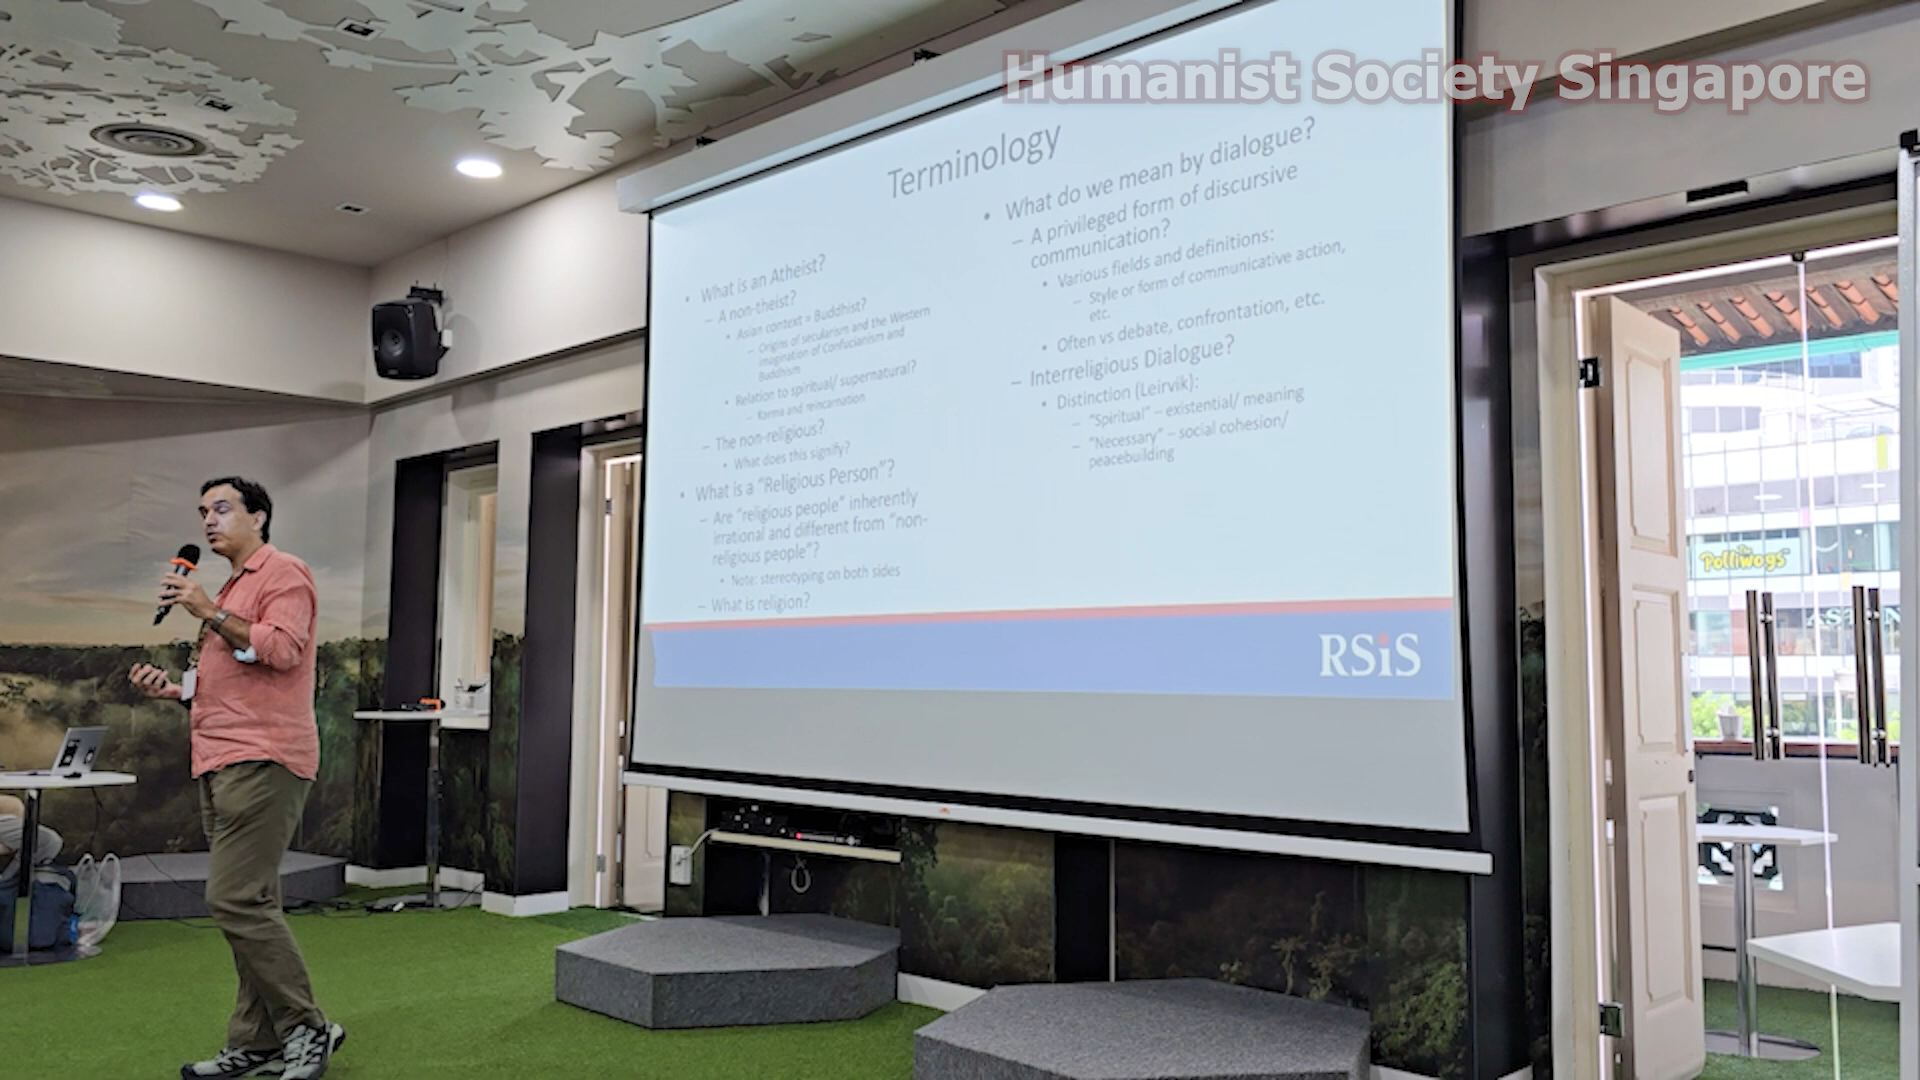 Humanist Society Singapore
Terminology
• What is an Atheist?
– A non-theist?
• Asian context = Buddhist?
– Origins of secularism and the Western
imagination of Confucianism and
Buddhism
• Relation to spiritual/ supernatural?
– Karma and reincarnation
– The non-religious?
• What does this signify?
• What is a "Religious Person"?
– Are "religious people" inherently
irrational and different from "non-
religious people"?
• Note: stereotyping on both sides
– What is religion?
• What do we mean by dialogue?
– A privileged form of discursive
communication?
• Various fields and definitions:
– Style or form of communicative action,
etc.
• Often vs debate, confrontation, etc.
– Interreligious Dialogue?
• Distinction (Leirvik):
– "Spiritual" – existential/ meaning
– "Necessary" – social cohesion/
peacebuilding
RSiS
The
Polliwogs